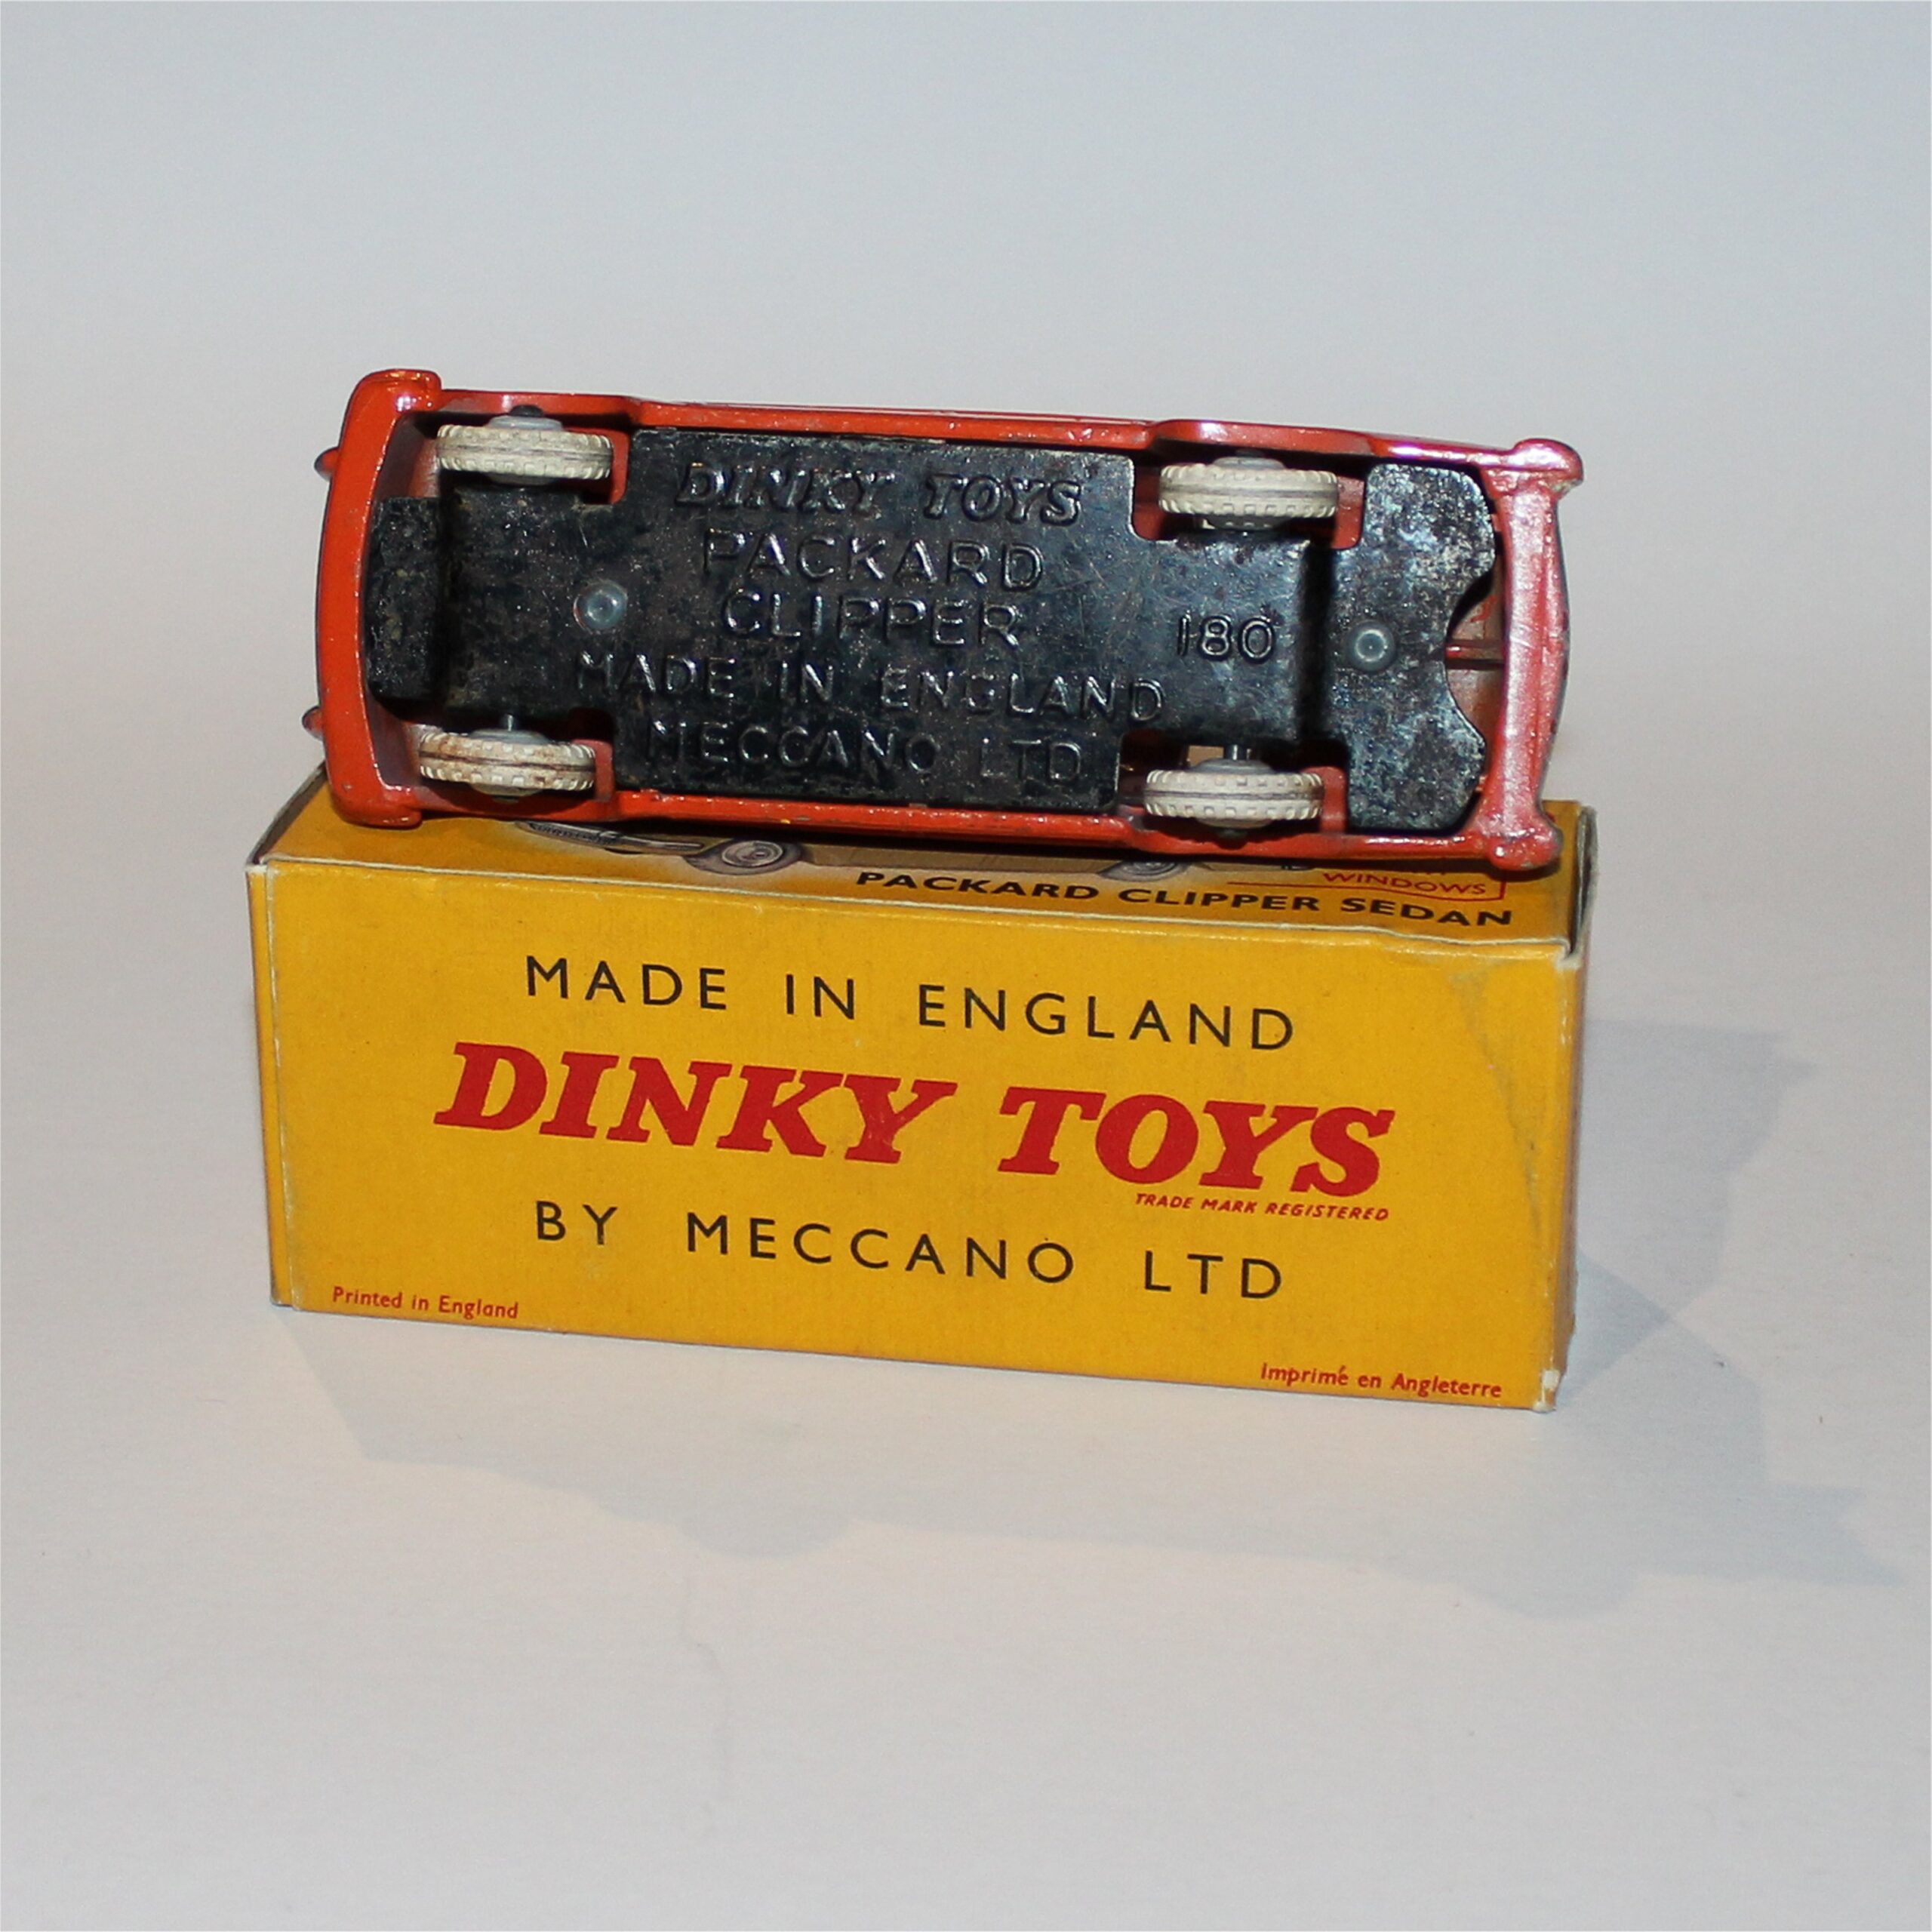 DINKY TOYS
PACKARD
CLIPPER
180
MADE IN ENGLAND
MECCANO LTD
WINDOWS
PACKARD CLIPPER SEDAN
MADE IN ENGLAND
DINKY TOYS
TRADE MARK REGISTERED
BY MECCANO LTD
Printed in England
Imprimé en Angleterre